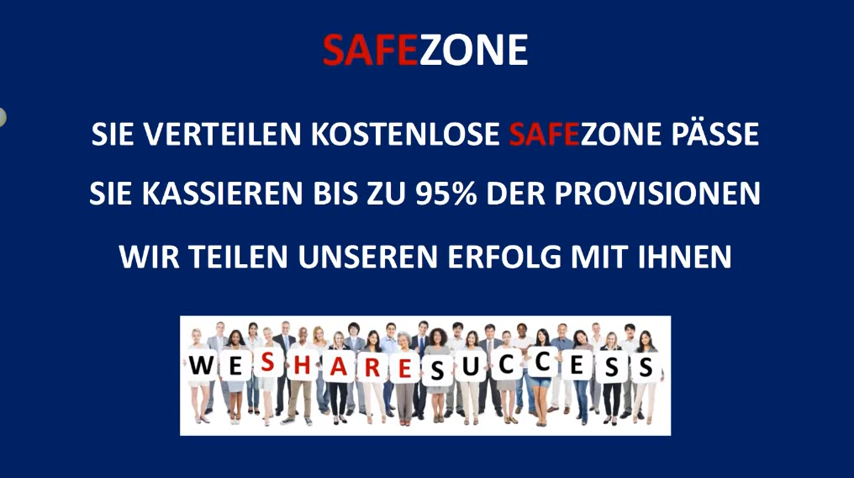 SAFEZONE
SIE VERTEILEN KOSTENLOSE SAFEZONE PÄSSE
SIE KASSIEREN BIS ZU 95% DER PROVISIONEN
WIR TEILEN UNSEREN ERFOLG MIT IHNEN
WESHARESUCCESS